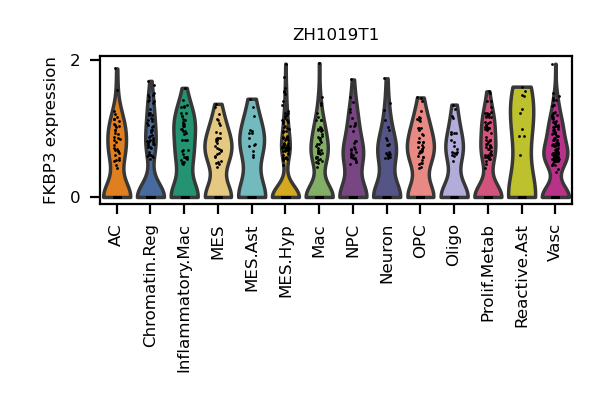 ZH1019T1
FKBP3 expression
2
0
AC
Chromatin.Reg
Inflammatory.Mac
MES
MES.Ast
MES.Hyp
Mac
NPC
Neuron
OPC
Oligo
Prolif.Metab
Reactive.Ast
Vasc